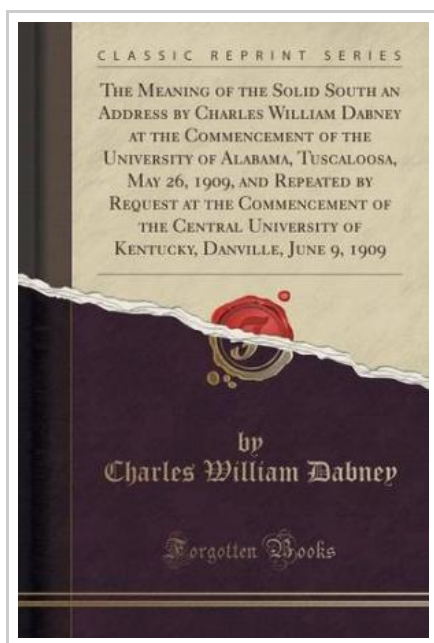 CLASSIC REPRINT SERIES
THE MEANING OF THE SOLID SOUTH AN
ADDRESS BY CHARLES WILLIAM DABNEY
AT THE COMMENCEMENT OF THE
UNIVERSITY OF ALABAMA, TUSCALOOSA,
MAY 26, 1909, AND REPEATED BY
REQUEST AT THE COMMENCEMENT OF
THE CENTRAL UNIVERSITY OF
KENTUCKY, DANVILLE, JUNE 9, 1909
by
Charles William Dabney
Forgotten Books